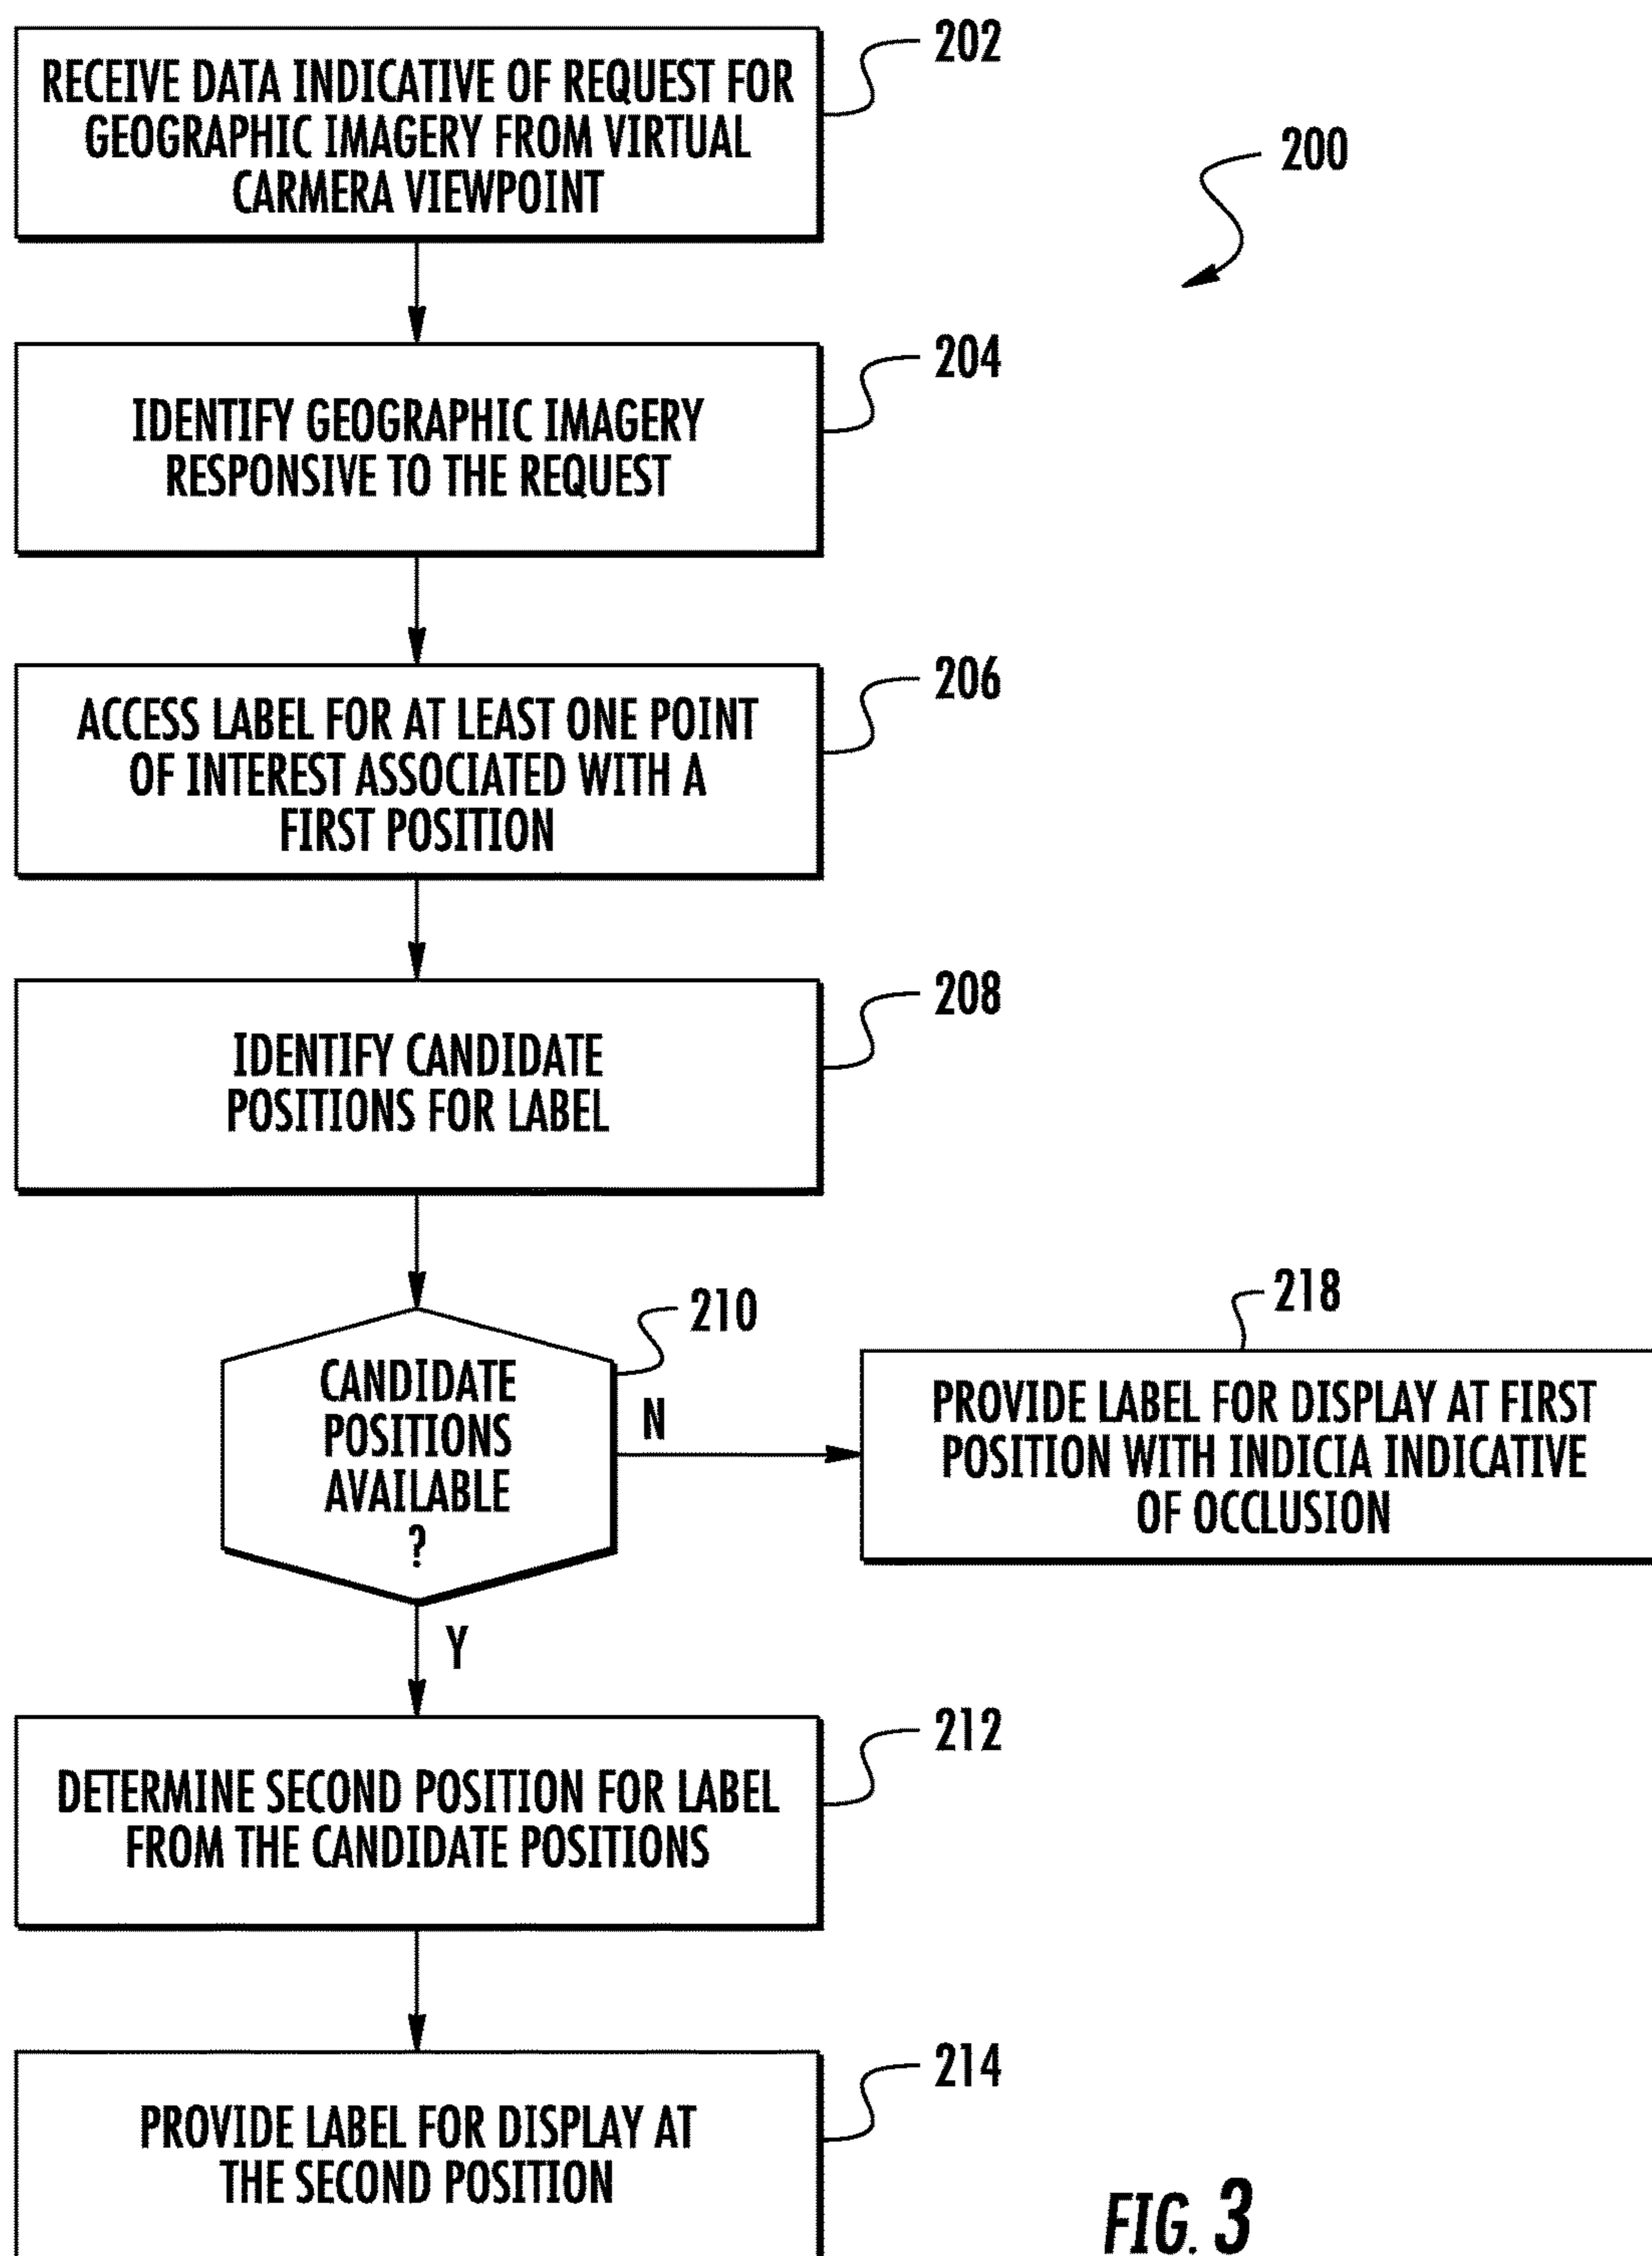 RECEIVE DATA INDICATIVE OF REQUEST FOR
GEOGRAPHIC IMAGERY FROM VIRTUAL
CARMERA VIEWPOINT
202
200
IDENTIFY GEOGRAPHIC IMAGERY
RESPONSIVE TO THE REQUEST
204
ACCESS LABEL FOR AT LEAST ONE POINT
OF INTEREST ASSOCIATED WITH A
FIRST POSITION
206
IDENTIFY CANDIDATE
POSITIONS FOR LABEL
208
CANDIDATE
POSITIONS
AVAILABLE
?
210
N
218
PROVIDE LABEL FOR DISPLAY AT FIRST
POSITION WITH INDICIA INDICATIVE
OF OCCLUSION
Y
DETERMINE SECOND POSITION FOR LABEL
FROM THE CANDIDATE POSITIONS
212
PROVIDE LABEL FOR DISPLAY AT
THE SECOND POSITION
214
FIG. 3